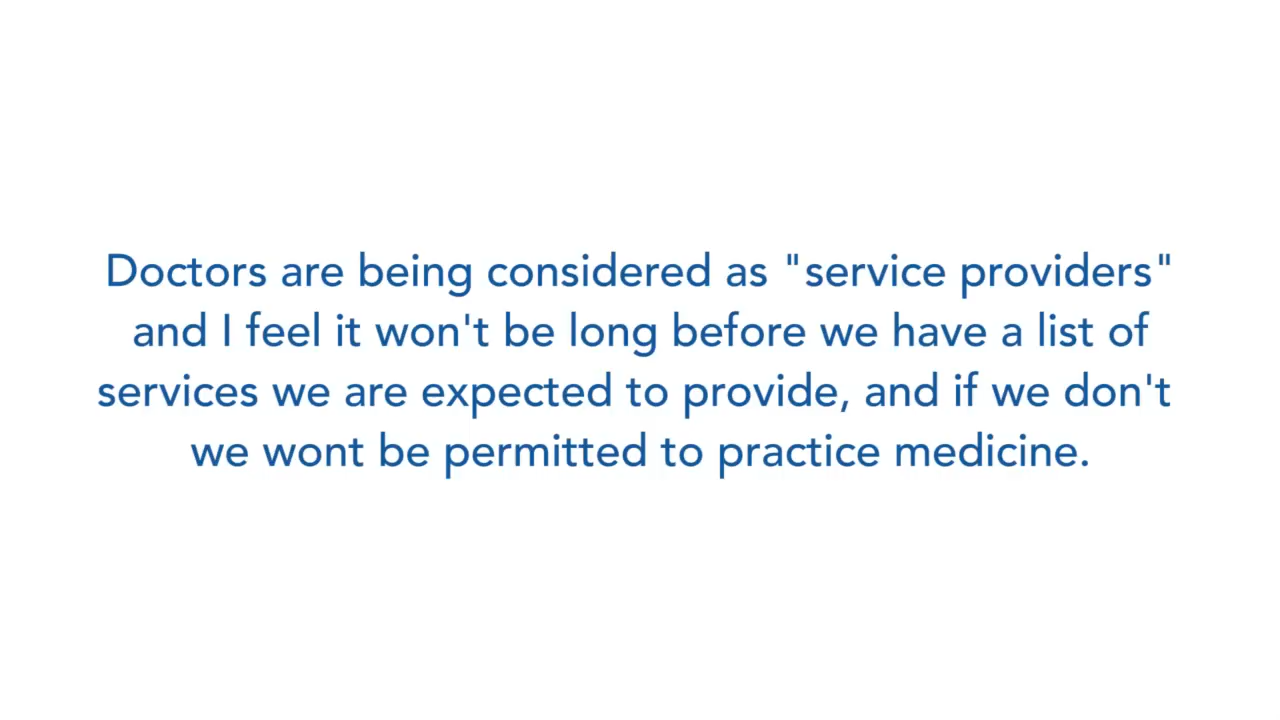 Doctors are being considered as "service providers"
and I feel it won't be long before we have a list of
services we are expected to provide, and if we don't
we wont be permitted to practice medicine.